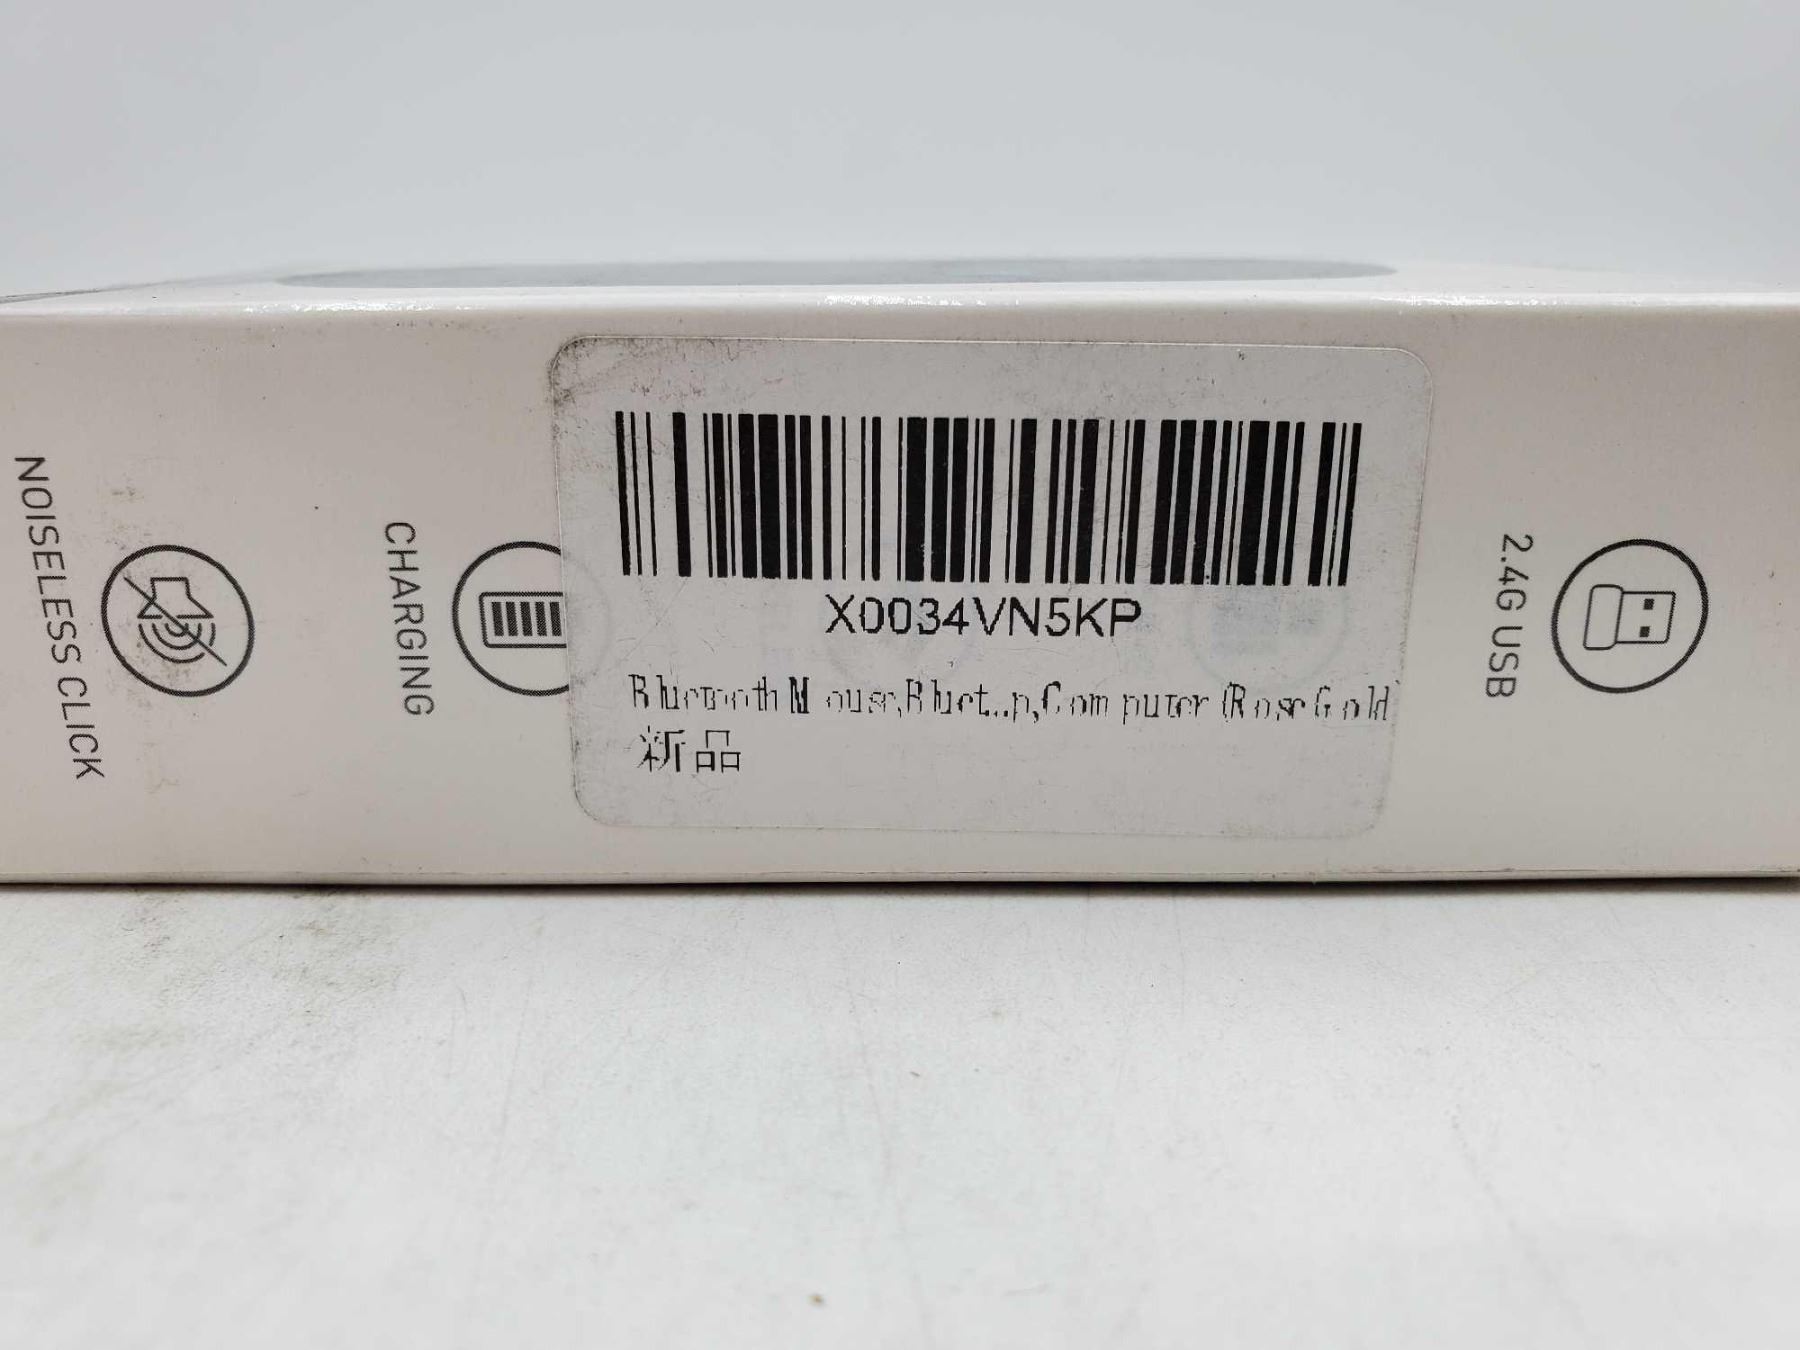 NOISELESS CLICK
CHARGING
X0034VN5KP
Bluetooth Mouse,Bluet...p,Computer (Rose Gold)
新品
2.4G USB